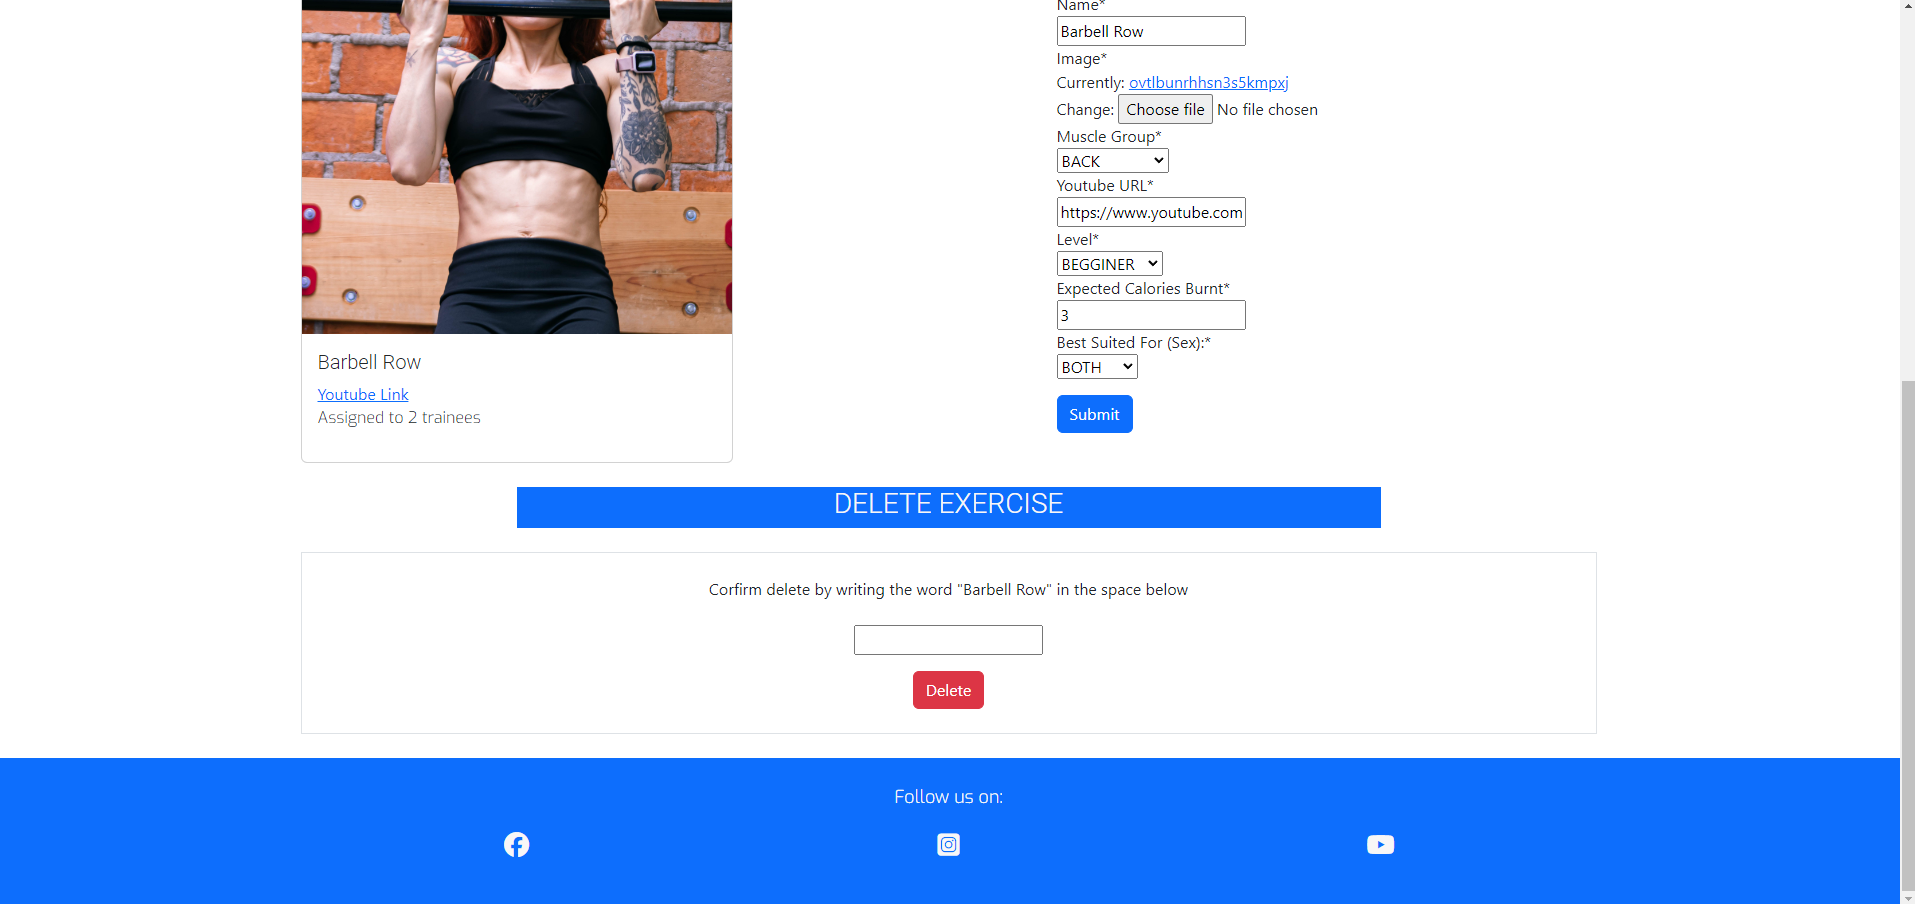 Name*
Barbell Row
Image*
Currently: ovtlbunrhhsn3s5kmpxj
Change: Choose file No file chosen
Muscle Group*
BACK
Youtube URL*
https://www.youtube.com
Level*
BEGGINER
Expected Calories Burnt*
3
Best Suited For (Sex):*
BOTH
Submit
Barbell Row
Youtube Link
Assigned to 2 trainees
DELETE EXERCISE
Corfirm delete by writing the word "Barbell Row" in the space below
Delete
Follow us on: